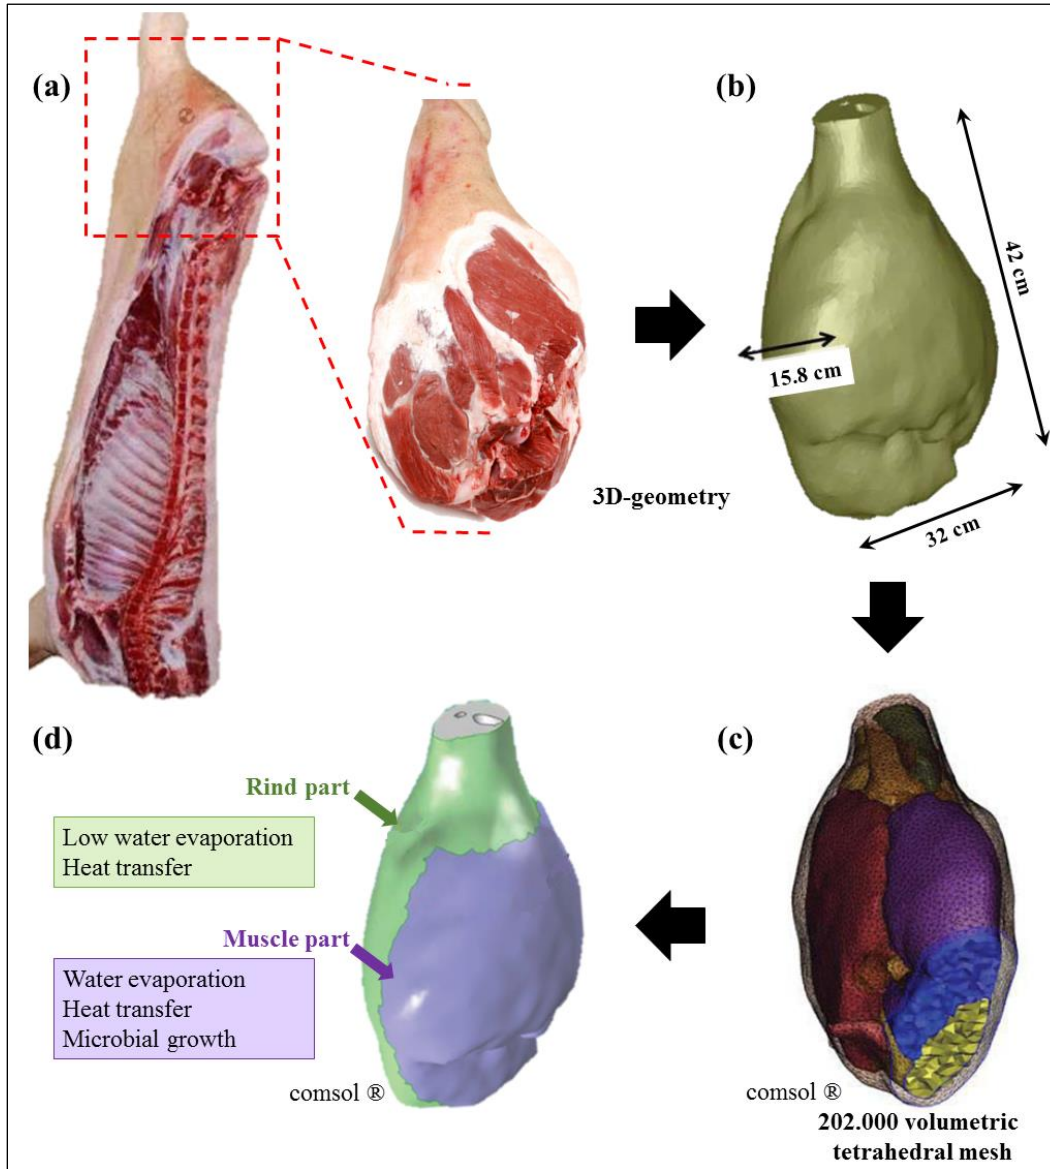 (a)
(b)
42 cm
15.8 cm
3D-geometry
32 cm
(d)
(c)
Rind part
Low water evaporation
Heat transfer
Muscle part
Water evaporation
Heat transfer
Microbial growth
comsol ®
comsol ®
202.000 volumetric
tetrahedral mesh